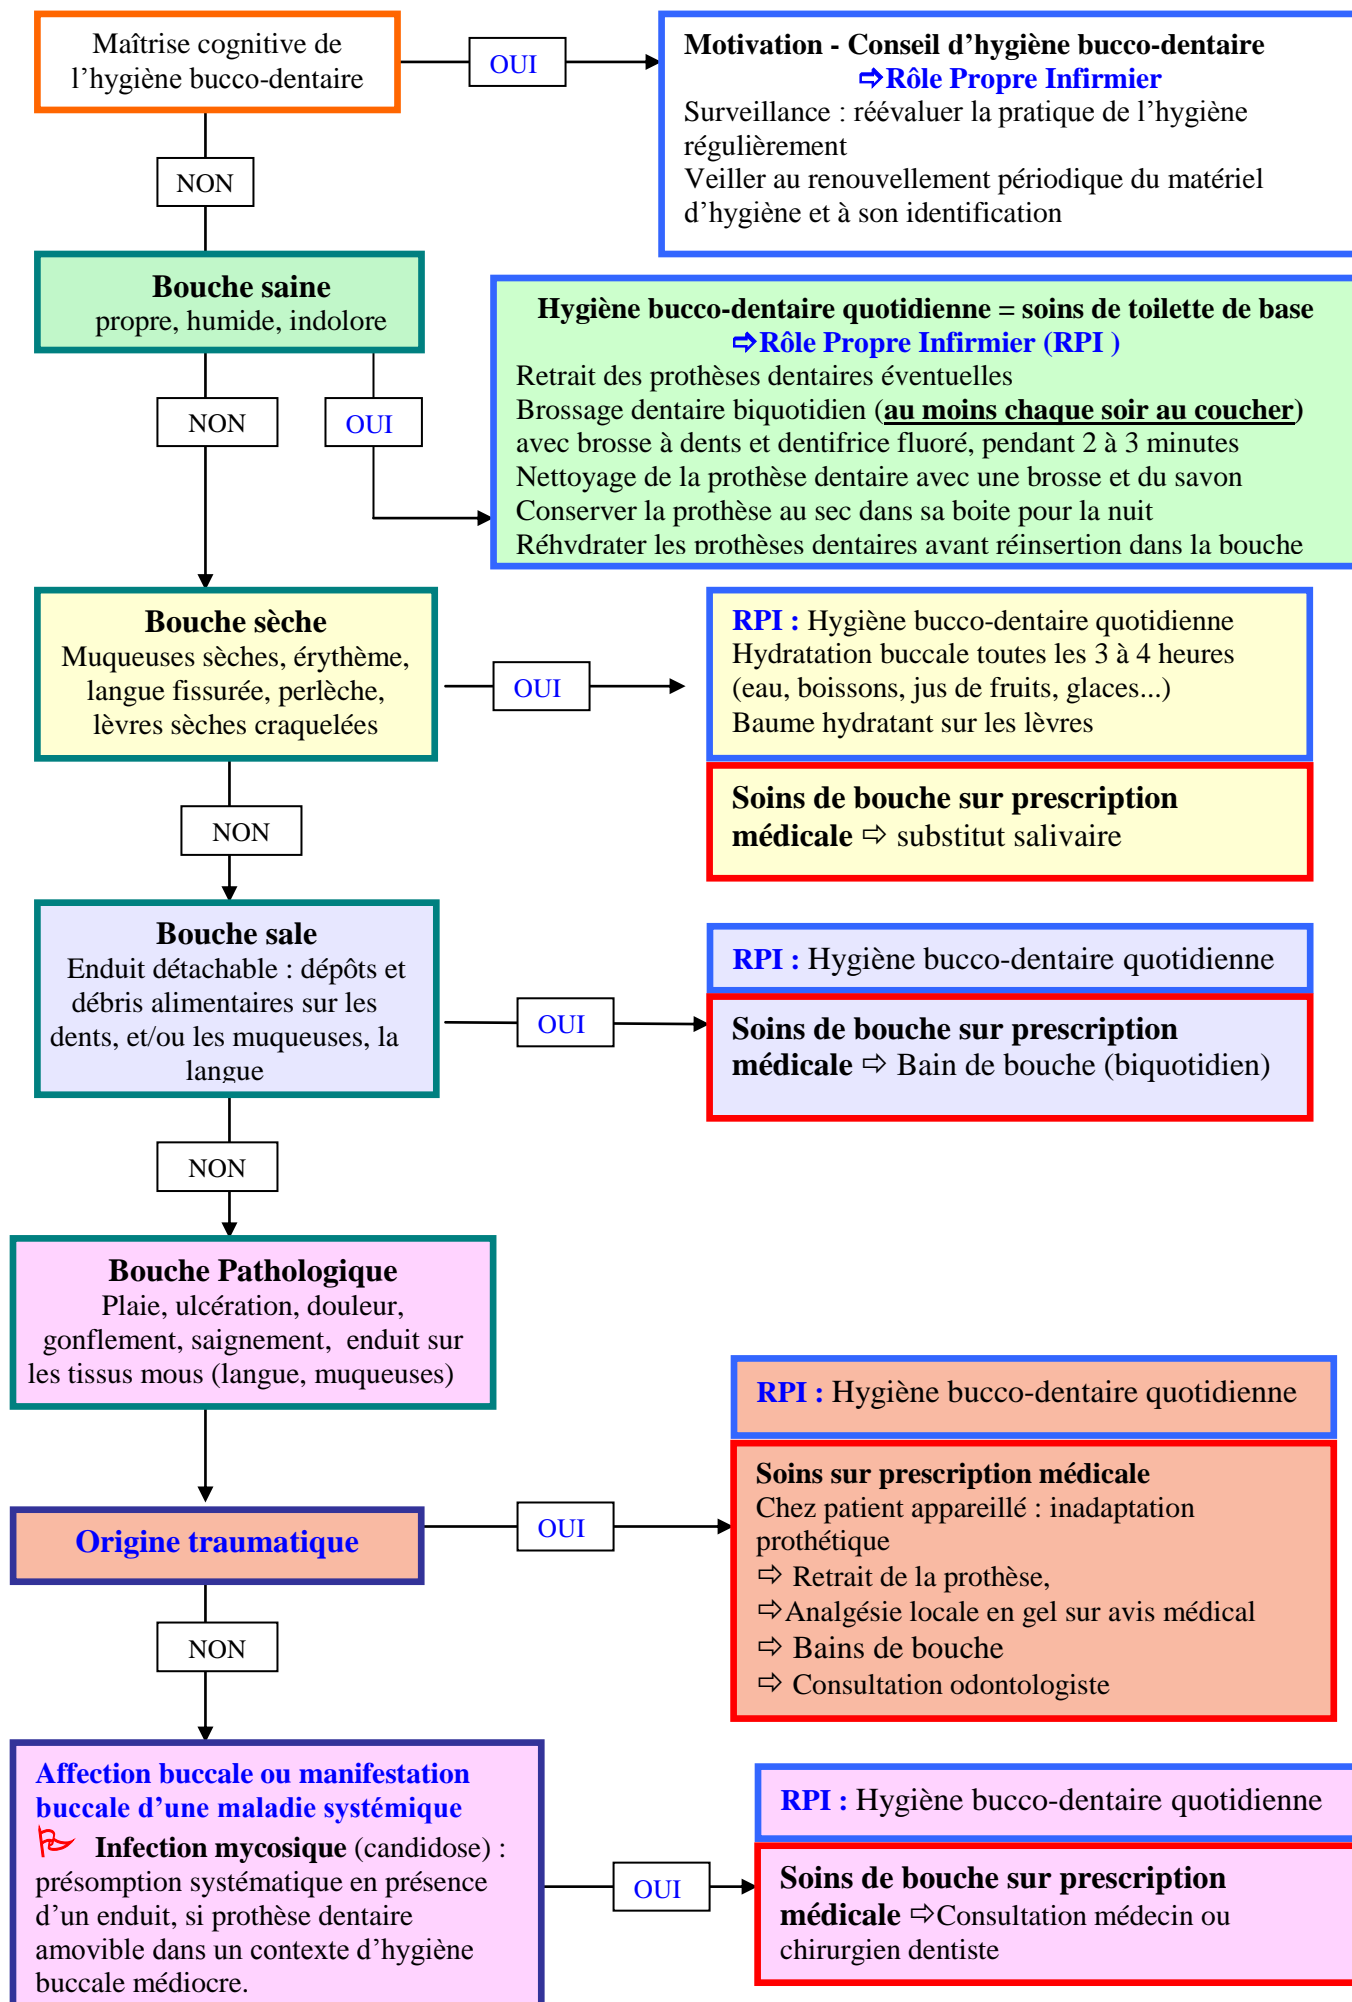 Maîtrise cognitive de
l’hygiène bucco-dentaire
OUI
Motivation - Conseil d’hygiène bucco-dentaire
⇨Rôle Propre Infirmier
Surveillance : réévaluer la pratique de l’hygiène
régulièrement
Veiller au renouvellement périodique du matériel
d’hygiène et à son identification
NON
Bouche saine
propre, humide, indolore
NON
OUI
Hygiène bucco-dentaire quotidienne = soins de toilette de base
⇨Rôle Propre Infirmier (RPI )
Retrait des prothèses dentaires éventuelles
Brossage dentaire biquotidien (au moins chaque soir au coucher)
avec brosse à dents et dentifrice fluoré, pendant 2 à 3 minutes
Nettoyage de la prothèse dentaire avec une brosse et du savon
Conserver la prothèse au sec dans sa boite pour la nuit
Réhydrater les prothèses dentaires avant réinsertion dans la bouche
Bouche sèche
Muqueuses sèches, érythème,
langue fissurée, perlèche,
lèvres sèches craquelées
OUI
RPI : Hygiène bucco-dentaire quotidienne
Hydratation buccale toutes les 3 à 4 heures
(eau, boissons, jus de fruits, glaces...)
Baume hydratant sur les lèvres
Soins de bouche sur prescription
médicale ⇨ substitut salivaire
NON
Bouche sale
Enduit détachable : dépôts et
débris alimentaires sur les
dents, et/ou les muqueuses, la
langue
OUI
RPI : Hygiène bucco-dentaire quotidienne
Soins de bouche sur prescription
médicale ⇨ Bain de bouche (biquotidien)
NON
Bouche Pathologique
Plaie, ulcération, douleur,
gonflement, saignement, enduit sur
les tissus mous (langue, muqueuses)
Origine traumatique
OUI
RPI : Hygiène bucco-dentaire quotidienne
Soins sur prescription médicale
Chez patient appareillé : inadaptation
prothétique
⇨ Retrait de la prothèse,
⇨Analgésie locale en gel sur avis médical
⇨ Bains de bouche
⇨ Consultation odontologiste
NON
Affection buccale ou manifestation
buccale d’une maladie systémique
Infection mycosique (candidose) :
présomption systématique en présence
d’un enduit, si prothèse dentaire
amovible dans un contexte d’hygiène
buccale médiocre.
OUI
RPI : Hygiène bucco-dentaire quotidienne
Soins de bouche sur prescription
médicale ⇨Consultation médecin ou
chirurgien dentiste